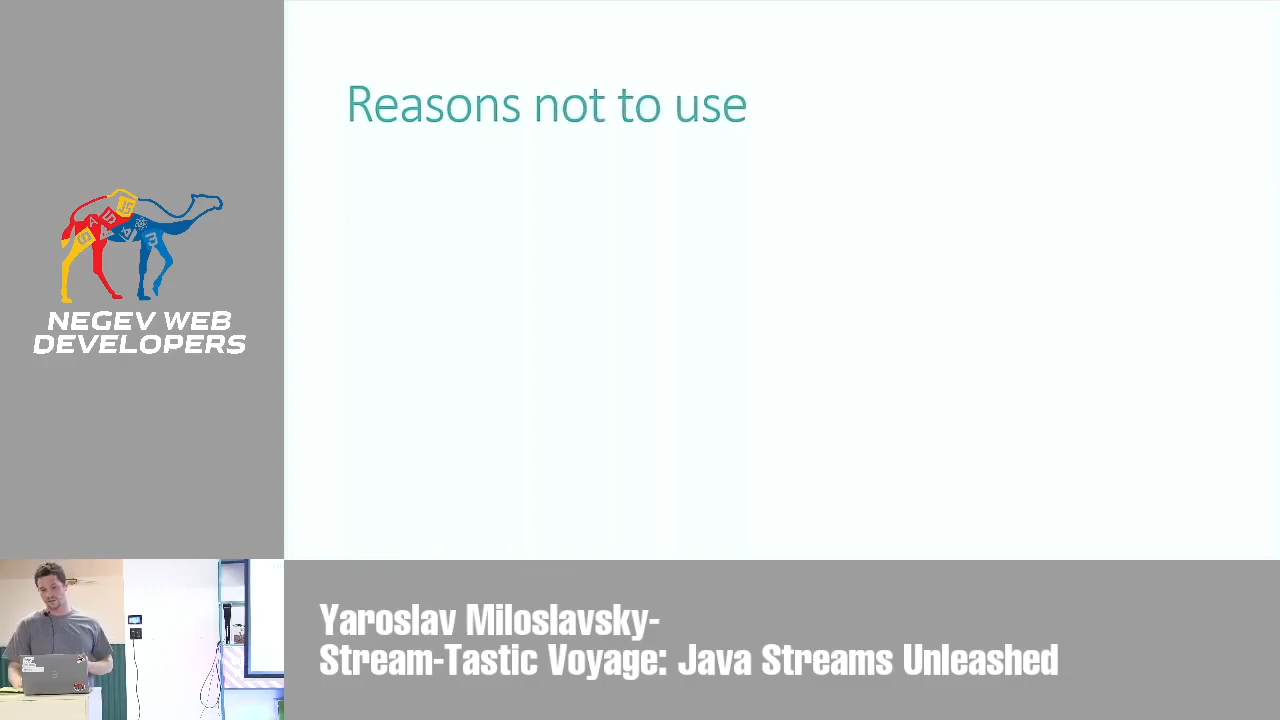 Reasons not to use
NEGEV WEB
DEVELOPERS
Yaroslav Miloslavsky-
Stream-Tastic Voyage: Java Streams Unleashed